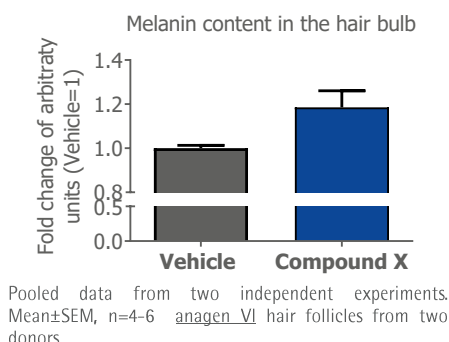 Melanin content in the hair bulb
Fold change of arbitraty
units (Vehicle=1)
1.4
1.2
1.0
0.8
0.5
0.0
Vehicle
Compound X
Pooled data from two independent experiments.
Mean±SEM, n=4-6 anagen VI hair follicles from two
donors